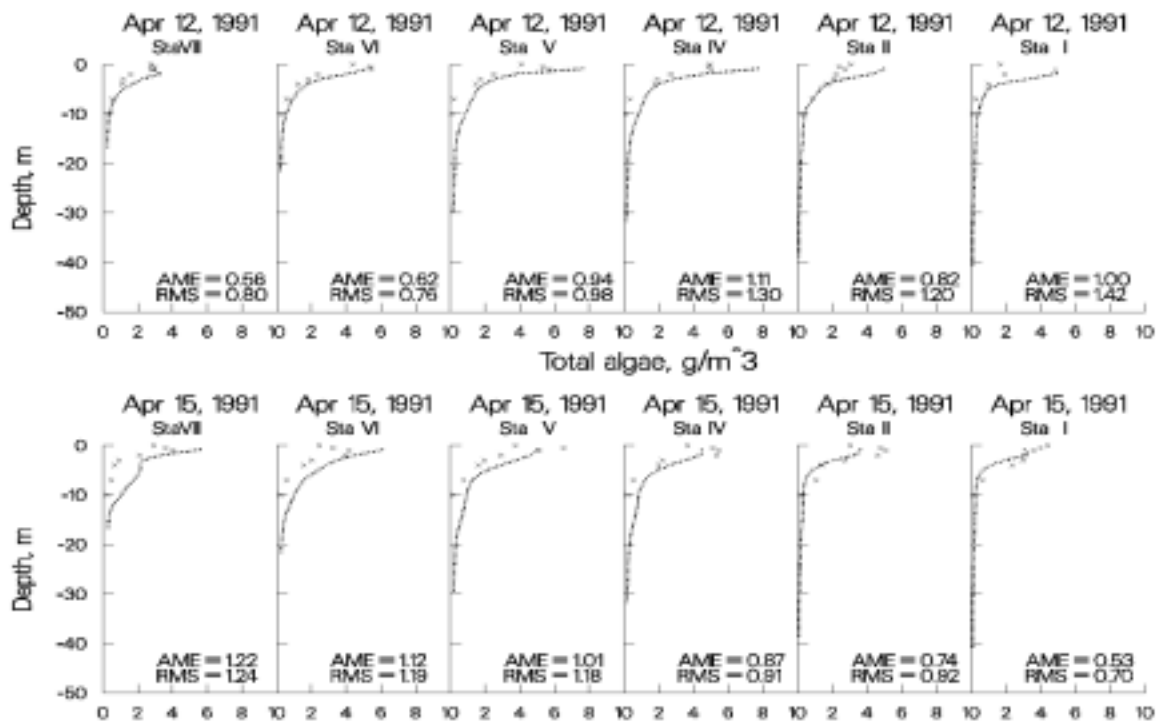 Apr 12, 1991 Apr 12, 1991 Apr 12, 1991 Apr 12, 1991 Apr 12, 1991 Apr 12, 1991
Sta VIII Sta VI Sta V Sta IV Sta II Sta I
0
-10
Depth, m
-20
-30
-40
AME = 0.56 AME = 0.62 AME = 0.94 AME = 1.11 AME = 0.82 AME = 1.00
RMS = 0.80 RMS = 0.76 RMS = 0.98 RMS = 1.30 RMS = 1.20 RMS = 1.42
-50
0 2 4 6 8 10 2 4 6 8 10 2 4 6 8 10 2 4 6 8 10 2 4 6 8 10 2 4 6 8 10
Total algae, g/m^3
Apr 15, 1991 Apr 15, 1991 Apr 15, 1991 Apr 15, 1991 Apr 15, 1991 Apr 15, 1991
Sta VIII Sta VI Sta V Sta IV Sta II Sta I
0
-10
Depth, m
-20
-30
-40
AME = 1.22 AME = 1.12 AME = 1.01 AME = 0.87 AME = 0.74 AME = 0.53
RMS = 1.24 RMS = 1.19 RMS = 1.18 RMS = 0.91 RMS = 0.92 RMS = 0.70
-50
0 2 4 6 8 10 2 4 6 8 10 2 4 6 8 10 2 4 6 8 10 2 4 6 8 10 2 4 6 8 10